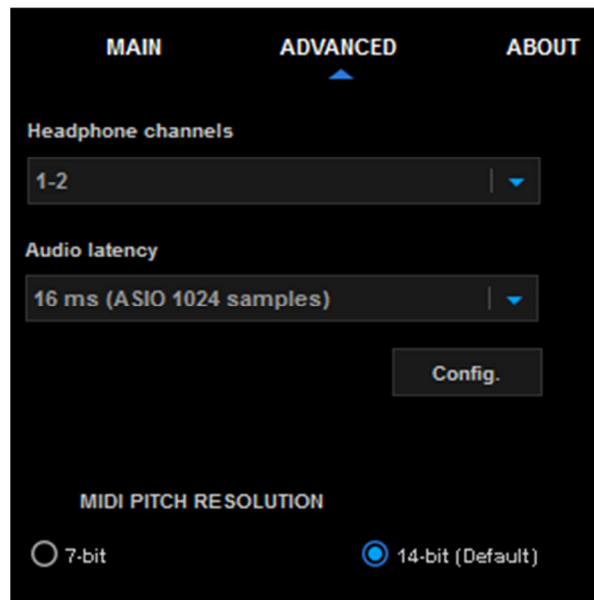 MAIN ADVANCED ABOUT
Headphone channels
1-2
Audio latency
16 ms (ASIO 1024 samples)
Config.
MIDI PITCH RESOLUTION
7-bit 14-bit (Default)